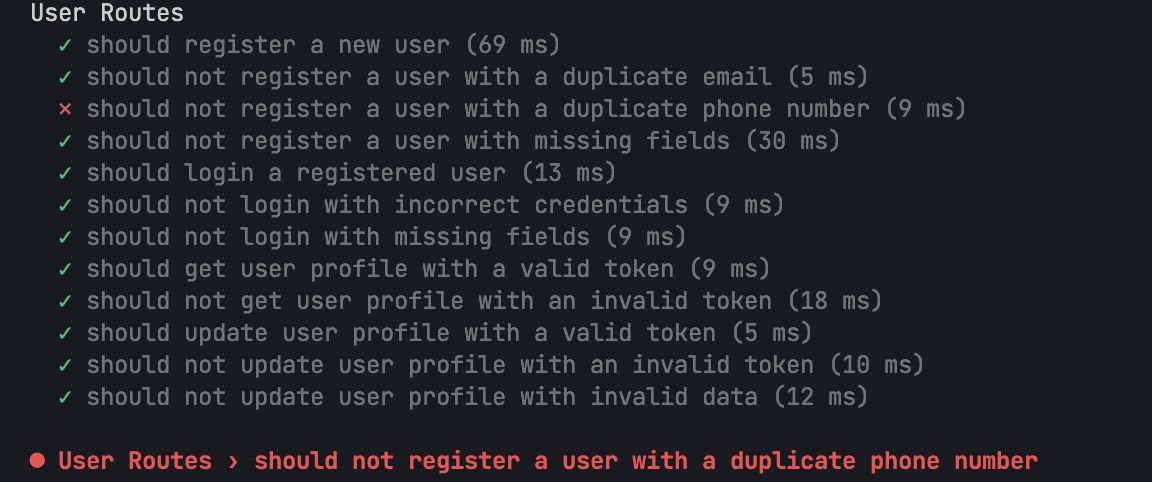 User Routes
✓ should register a new user (69 ms)
✓ should not register a user with a duplicate email (5 ms)
✕ should not register a user with a duplicate phone number (9 ms)
✓ should not register a user with missing fields (30 ms)
✓ should login a registered user (13 ms)
✓ should not login with incorrect credentials (9 ms)
✓ should not login with missing fields (9 ms)
✓ should get user profile with a valid token (9 ms)
✓ should not get user profile with an invalid token (18 ms)
✓ should update user profile with a valid token (5 ms)
✓ should not update user profile with an invalid token (10 ms)
✓ should not update user profile with invalid data (12 ms)
● User Routes › should not register a user with a duplicate phone number